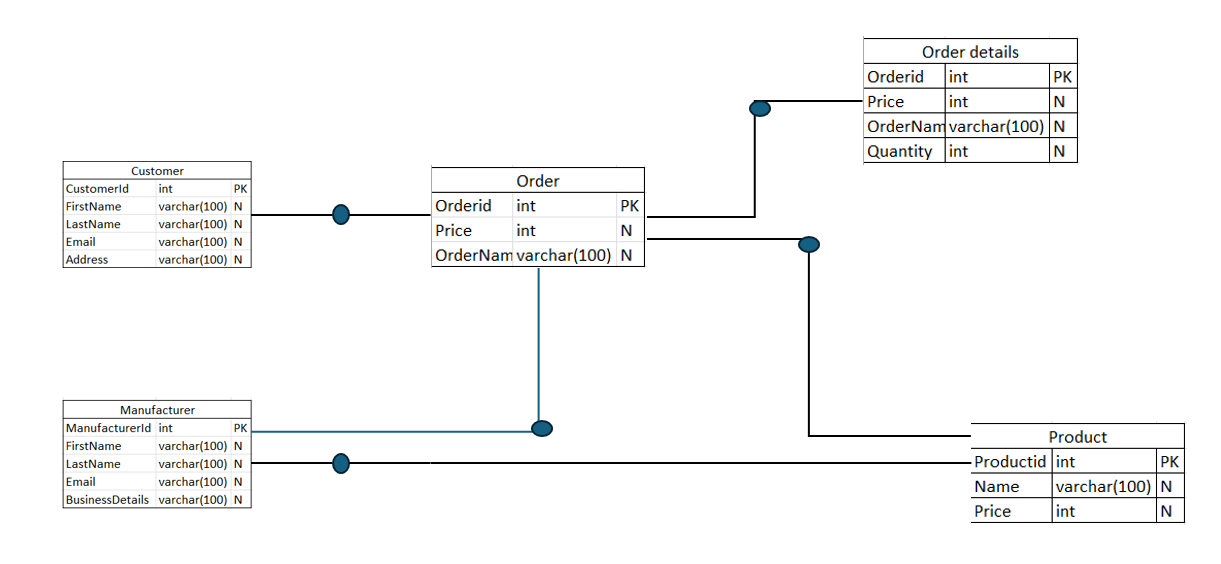 Order details
Orderid int PK
Price int N
OrderNam varchar(100) N
Quantity int N
Customer
CustomerId int PK
FirstName varchar(100) N
LastName varchar(100) N
Email varchar(100) N
Address varchar(100) N
Order
Orderid int PK
Price int N
OrderNam varchar(100) N
Manufacturer
ManufacturerId int PK
FirstName varchar(100) N
LastName varchar(100) N
Email varchar(100) N
BusinessDetails varchar(100) N
Product
Productid int PK
Name varchar(100) N
Price int N